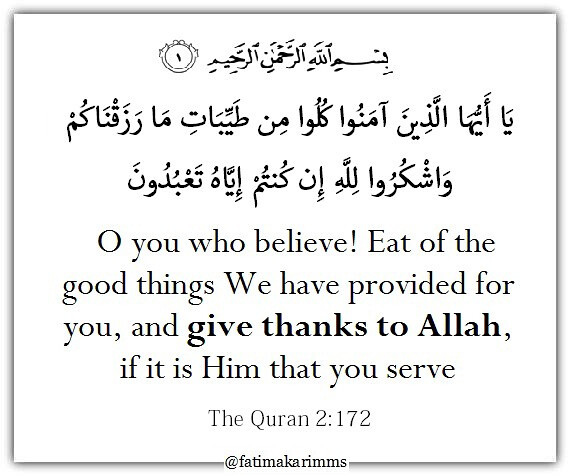 بِسْمِ اللَّهِ الرَّحْمَٰنِ الرَّحِيمِ ١
يَا أَيُّهَا الَّذِينَ آمَنُوا كُلُوا مِن طَيِّبَاتِ مَا رَزَقْنَاكُمْ
وَاشْكُرُوا لِلَّهِ إِن كُنتُمْ إِيَّاهُ تَعْبُدُونَ
O you who believe! Eat of the
good things We have provided for
you, and give thanks to Allah,
if it is Him that you serve
The Quran 2:172
@fatimakarimms